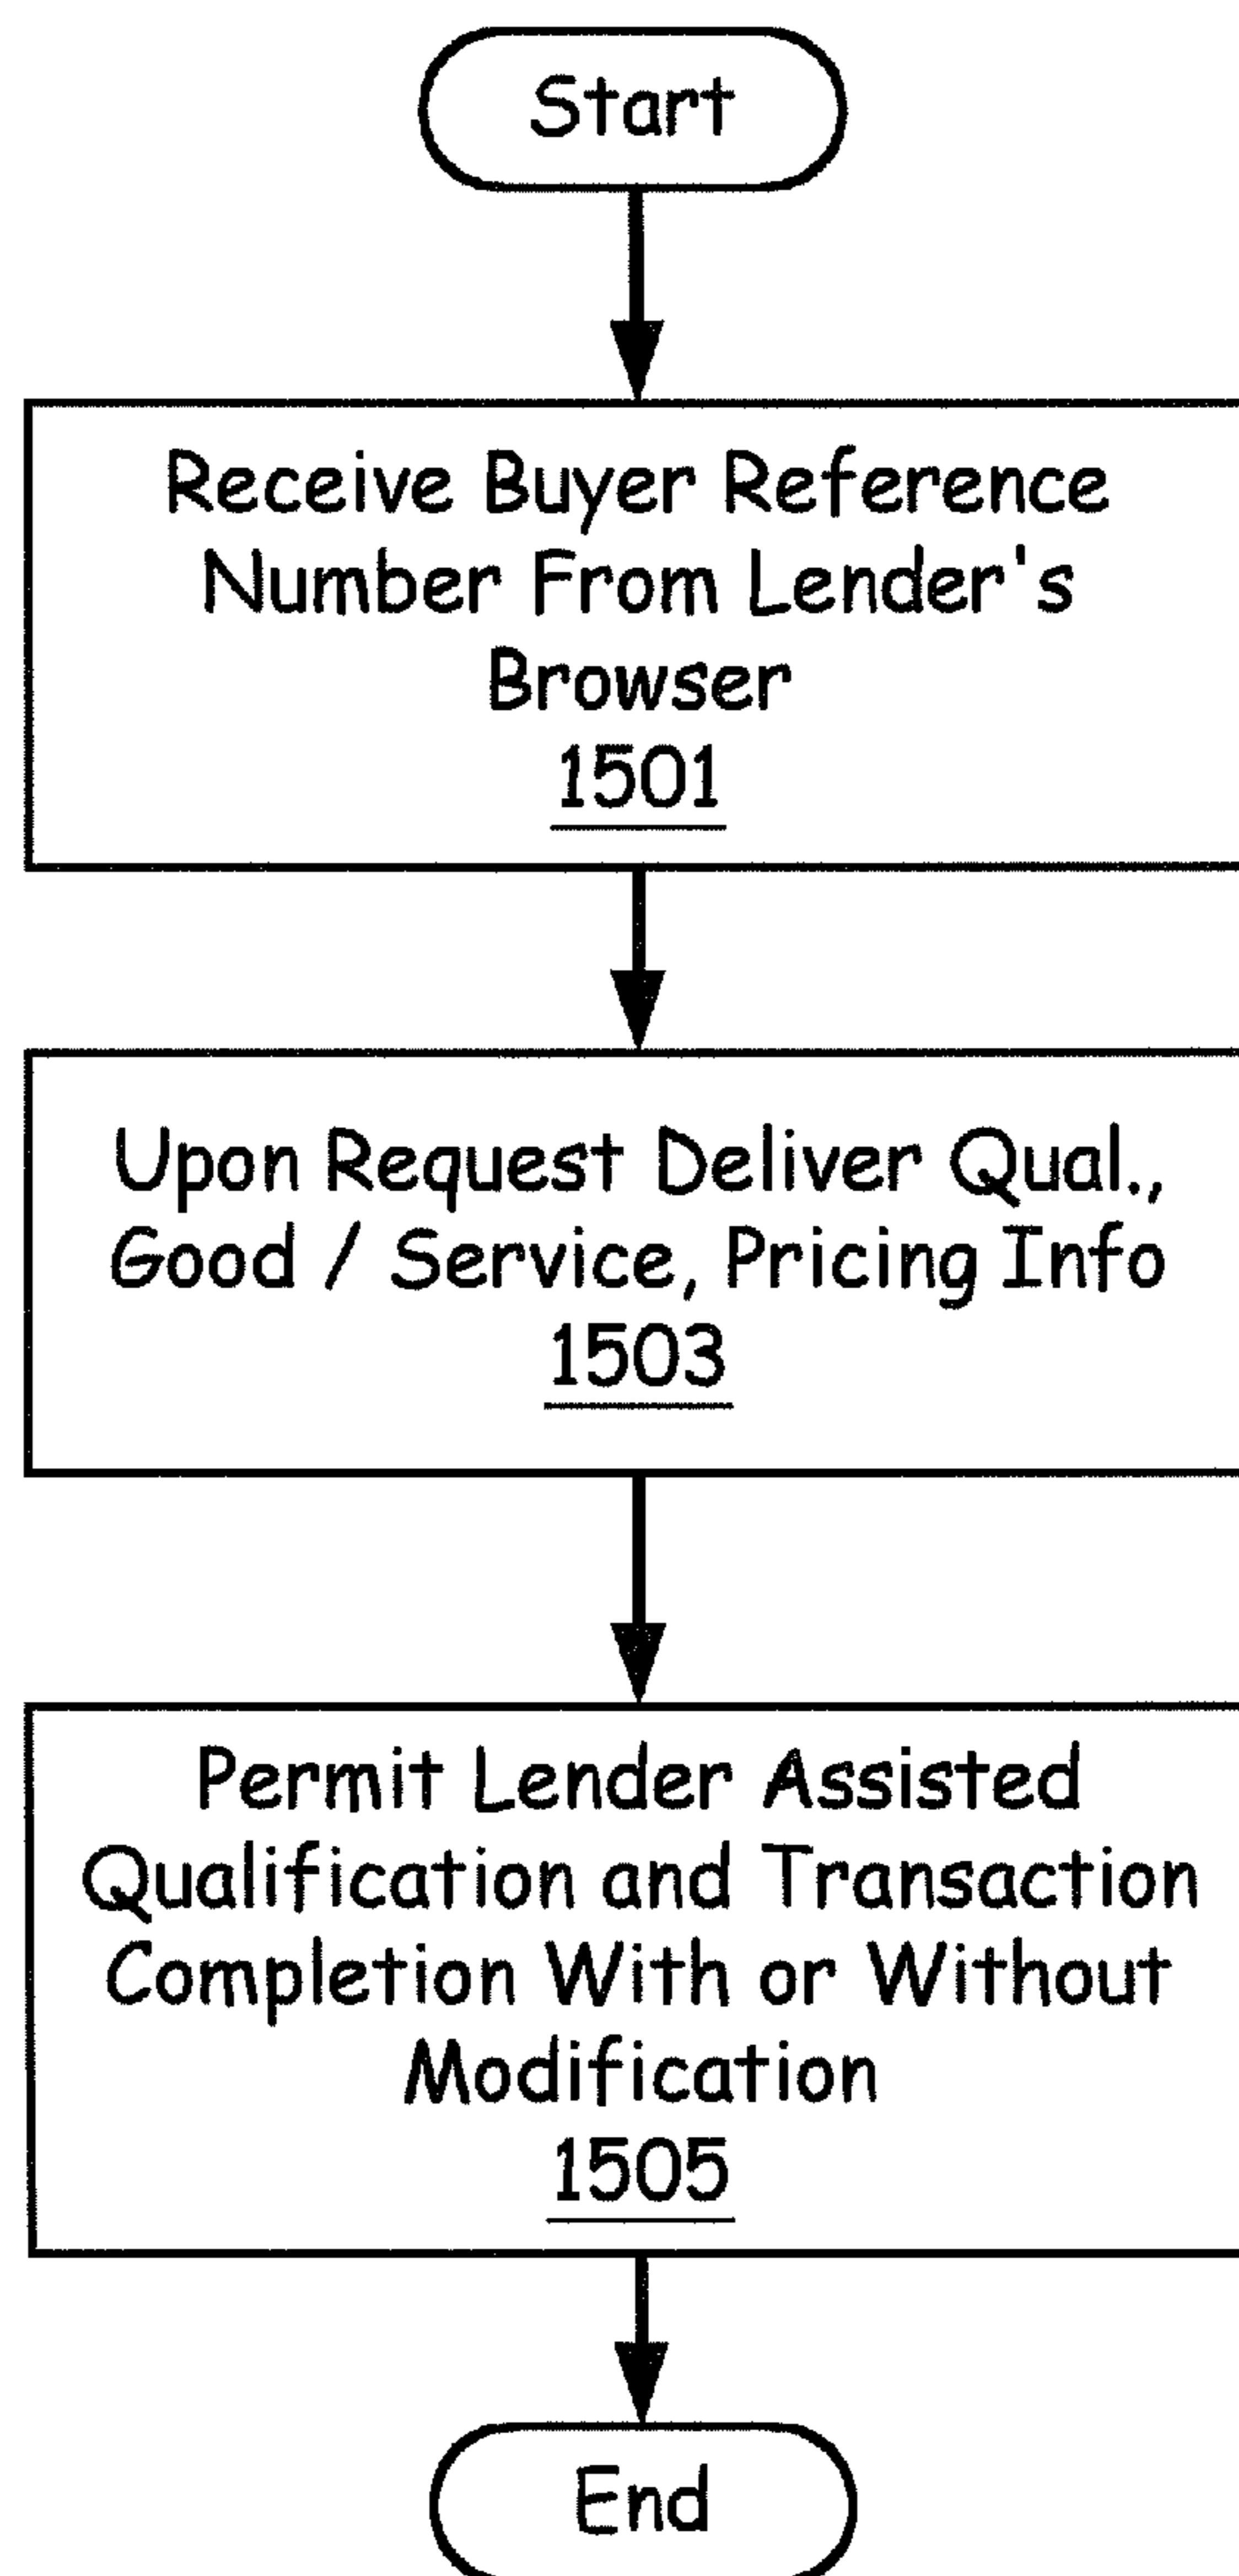 Start
Receive Buyer Reference
Number From Lender's
Browser
1501
Upon Request Deliver Qual.,
Good / Service, Pricing Info
1503
Permit Lender Assisted
Qualification and Transaction
Completion With or Without
Modification
1505
End